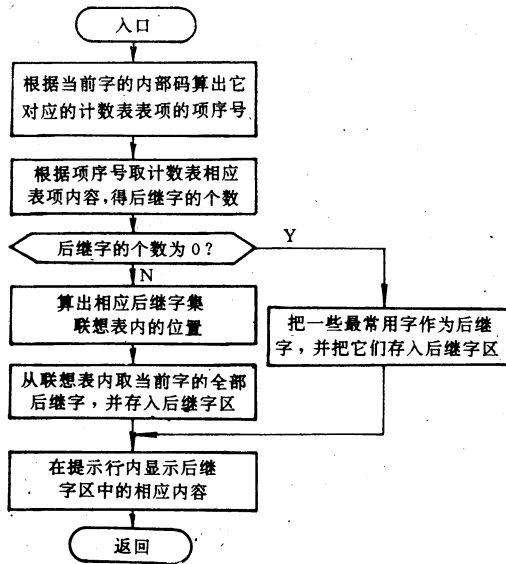 入口
根据当前字的内部码算出它
对应的计数表表项的项序号
根据项序号取计数表相应
表项内容,得后继字的个数
后继字的个数为0?
Y
N
算出相应后继字集
联想表内的位置
把一些最常用字作为后继
字,并把它们存入后继字区
从联想表内取当前字的全部
后继字,并存入后继字区
在提示行内显示后继
字区中的相应内容
返回